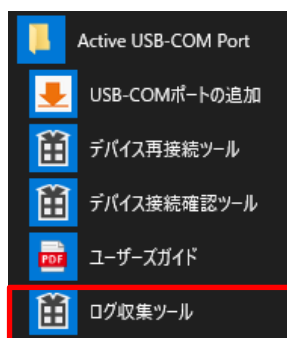 Active USB-COM Port
USB-COMポートの追加
デバイス再接続ツール
デバイス接続確認ツール
PDF
ユーザーズガイド
ログ収集ツール